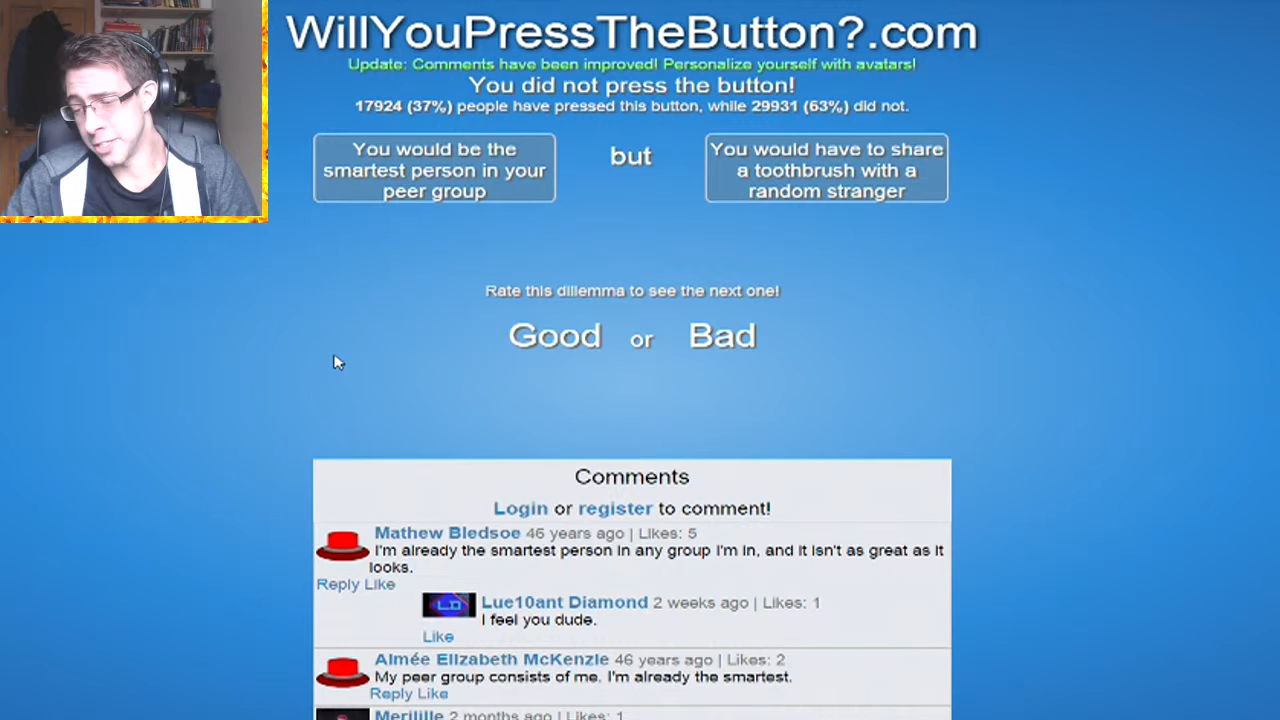 WillYouPressTheButton?.com
Update: Comments have been improved! Personalize yourself with avatars!
You did not press the button!
17924 (37%) people have pressed this button, while 29931 (63%) did not.
You would be the
smartest person in your
peer group
but
You would have to share
a toothbrush with a
random stranger
Rate this dilemma to see the next one!
Good or Bad
Comments
Login or register to comment!
Mathew Bledsoe 46 years ago | Likes: 5
I'm already the smartest person in any group I'm in, and it isn't as great as it
looks.
Reply Like
LD
Lue10ant Diamond 2 weeks ago | Likes: 1
I feel you dude.
Like
Aimée Elizabeth McKenzie 46 years ago | Likes: 2
My peer group consists of me. I'm already the smartest.
Reply Like
Merilille 2 months ago | Likes: 1